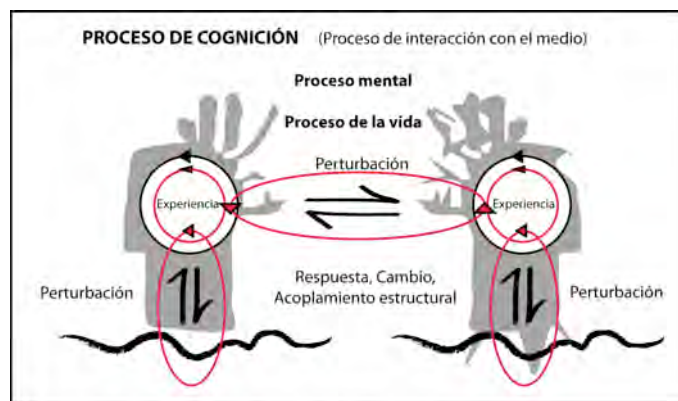 PROCESO DE COGNICIÓN (Proceso de interacción con el medio)
Proceso mental
Proceso de la vida
Perturbación
Experiencia
Experiencia
Respuesta, Cambio,
Acoplamiento estructural
Perturbación
Perturbación